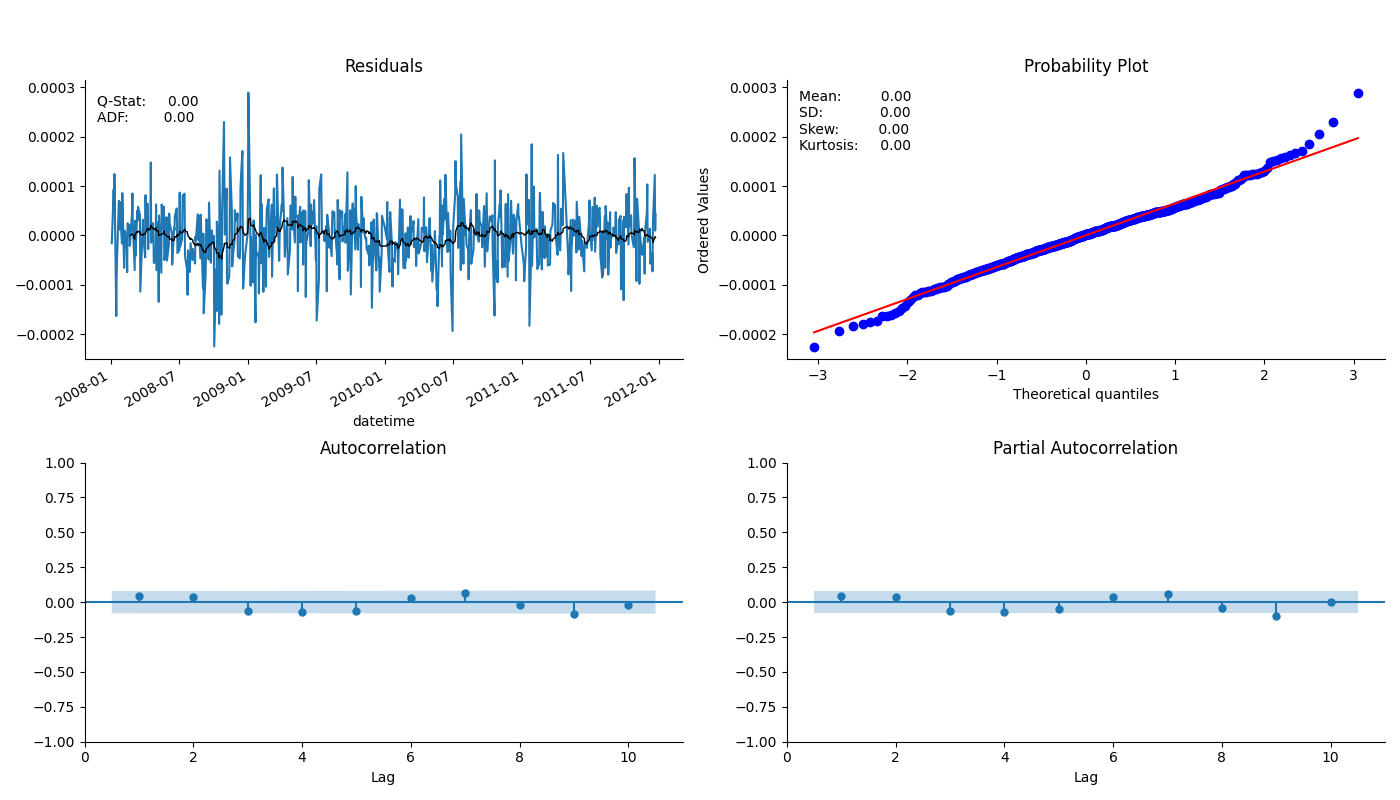 Residuals
0.0003
0.0002
0.0001
0.0000
−0.0001
−0.0002
Q-Stat: 0.00
ADF: 0.00
2008-01
2008-07
2009-01
2009-07
2010-01
2010-07
2011-01
2011-07
2012-01
datetime
Probability Plot
Ordered Values
0.0003
0.0002
0.0001
0.0000
−0.0001
−0.0002
Mean: 0.00
SD: 0.00
Skew: 0.00
Kurtosis: 0.00
−3 −2 −1 0 1 2 3
Theoretical quantiles
Autocorrelation
1.00
0.75
0.50
0.25
0.00
−0.25
−0.50
−0.75
−1.00
0 2 4 6 8 10
Lag
Partial Autocorrelation
1.00
0.75
0.50
0.25
0.00
−0.25
−0.50
−0.75
−1.00
0 2 4 6 8 10
Lag